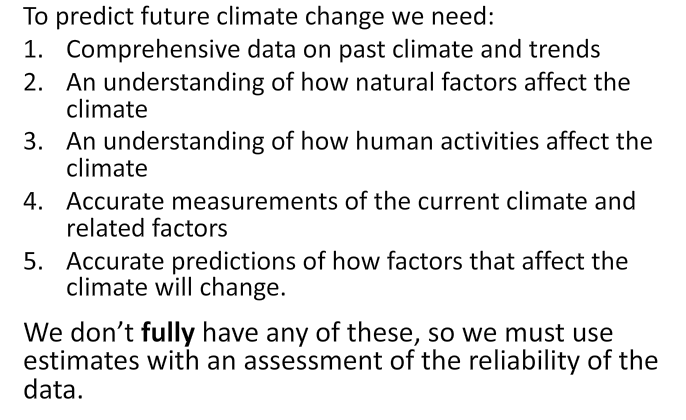 To predict future climate change we need:
1. Comprehensive data on past climate and trends
2. An understanding of how natural factors affect the
climate
3. An understanding of how human activities affect the
climate
4. Accurate measurements of the current climate and
related factors
5. Accurate predictions of how factors that affect the
climate will change.
We don’t fully have any of these, so we must use
estimates with an assessment of the reliability of the
data.